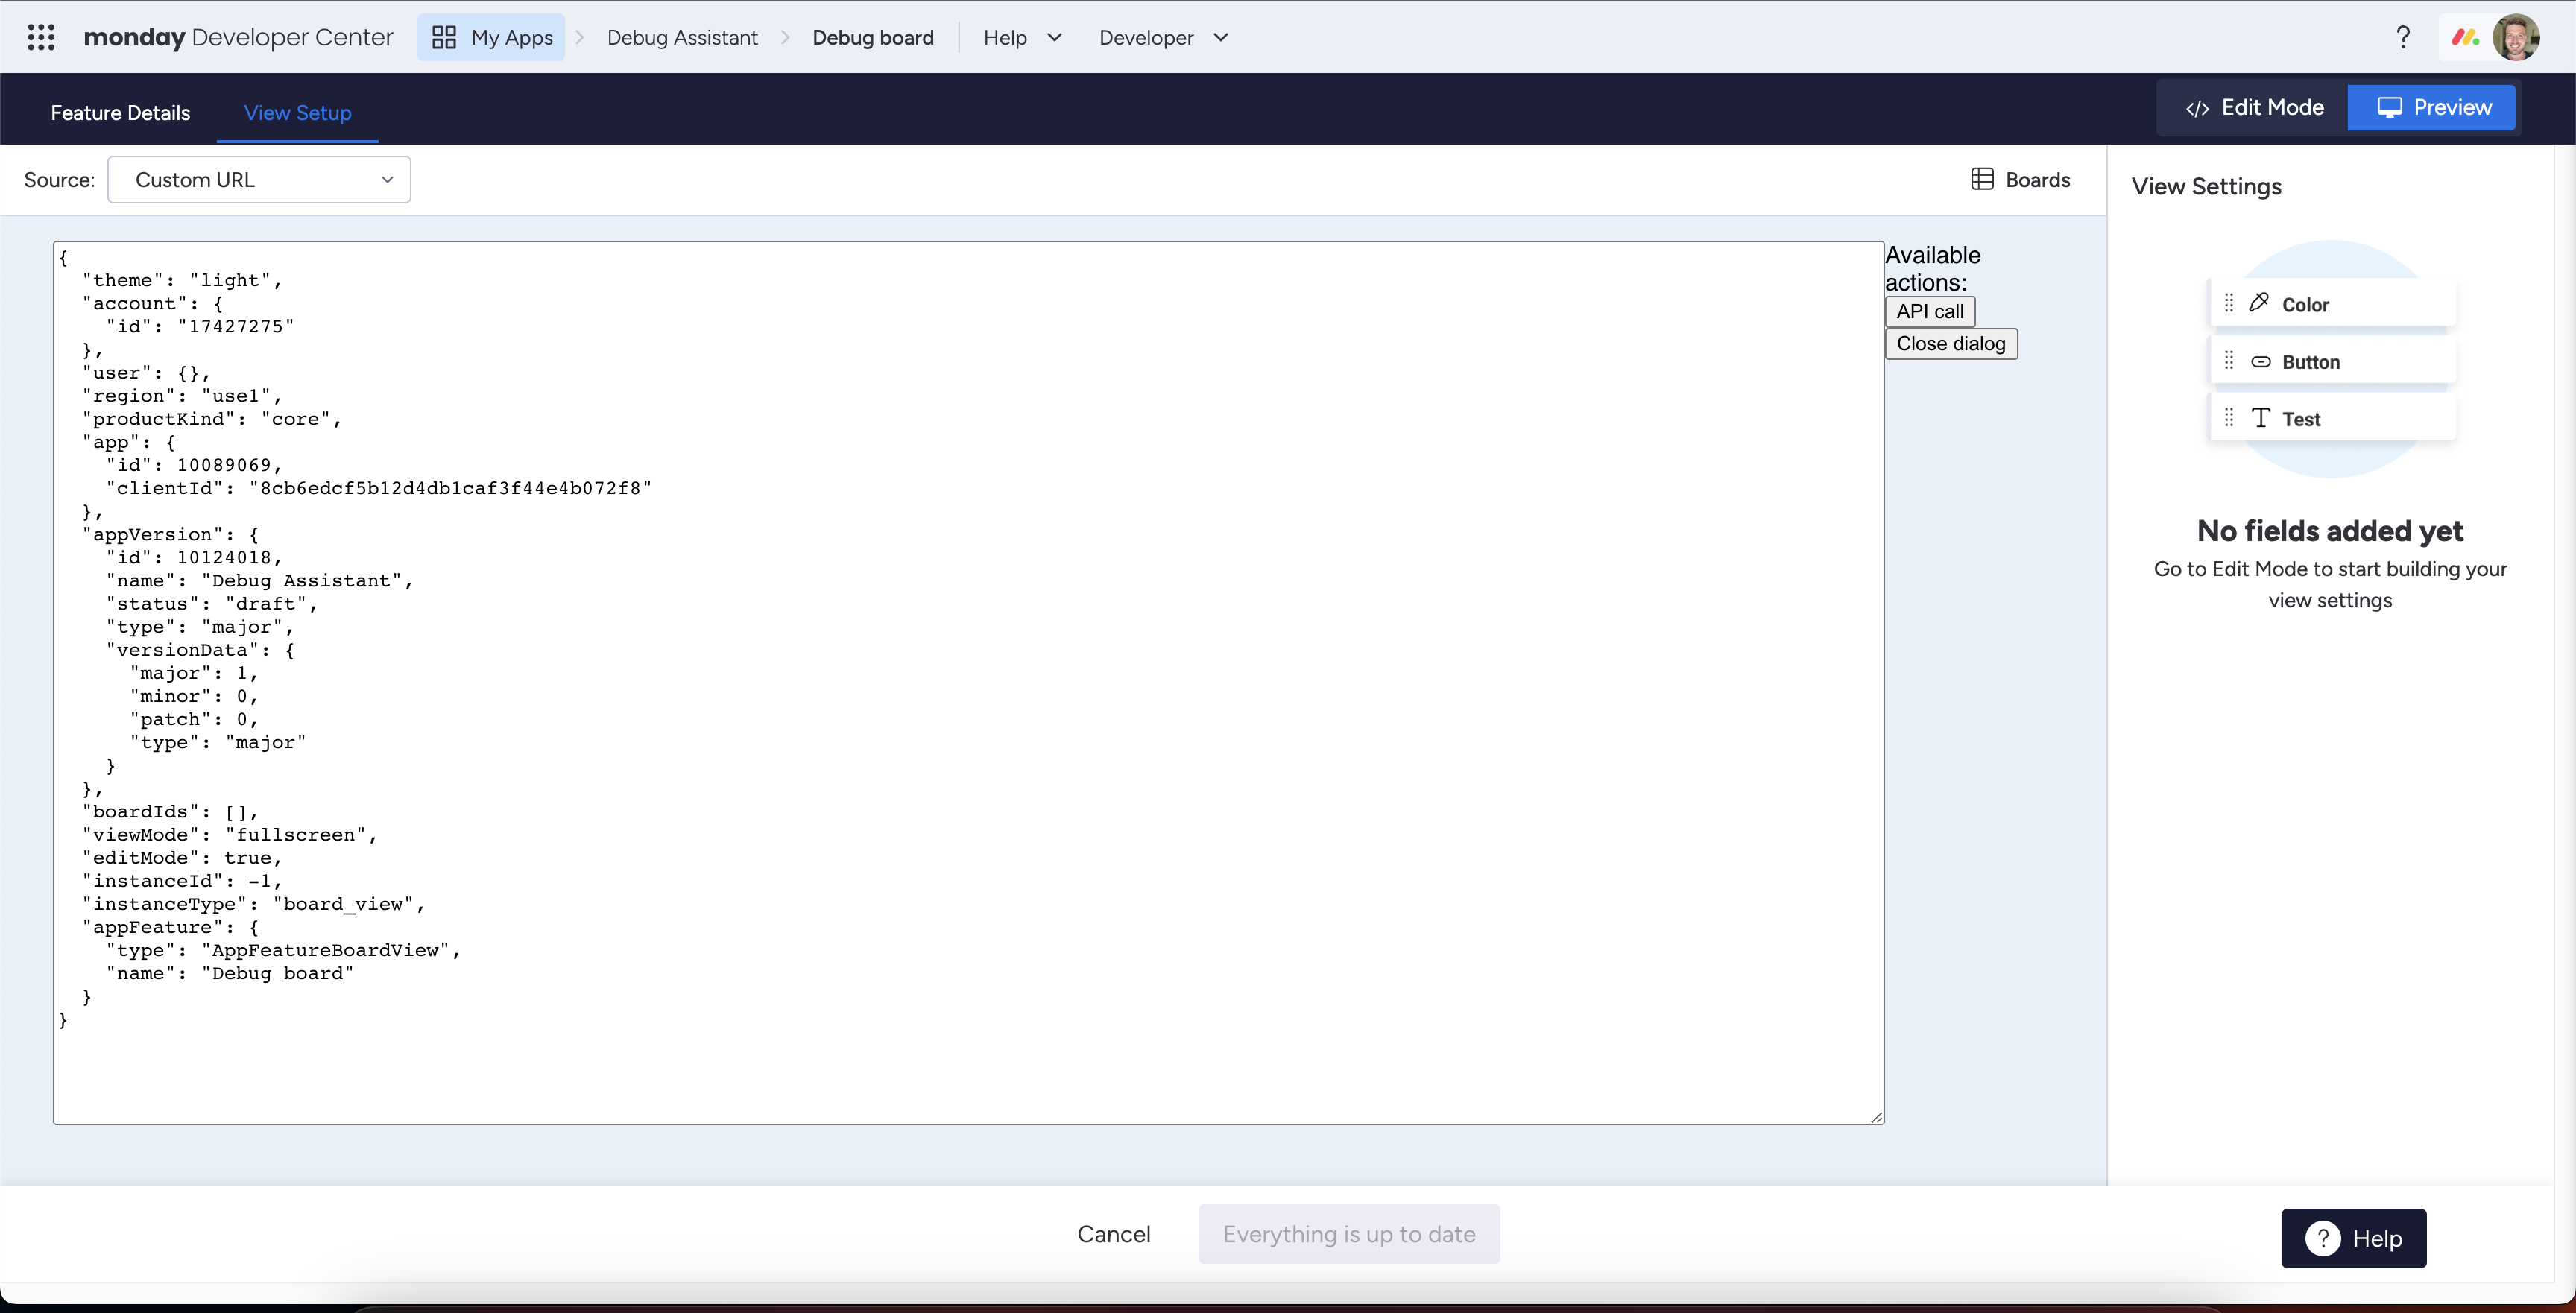 monday Developer Center My Apps Debug Assistant Debug board Help Developer ?
Feature Details View Setup </> Edit Mode Preview
Source: Custom URL Boards
{
  "theme": "light",
  "account": {
    "id": "17427275"
  },
  "user": {},
  "region": "use1",
  "productKind": "core",
  "app": {
    "id": 10089069,
    "clientId": "8cb6edcf5b12d4db1caf3f44e4b072f8"
  },
  "appVersion": {
    "id": 10124018,
    "name": "Debug Assistant",
    "status": "draft",
    "type": "major",
    "versionData": {
      "major": 1,
      "minor": 0,
      "patch": 0,
      "type": "major"
    }
  },
  "boardIds": [],
  "viewMode": "fullscreen",
  "editMode": true,
  "instanceId": -1,
  "instanceType": "board_view",
  "appFeature": {
    "type": "AppFeatureBoardView",
    "name": "Debug board"
  }
}
Available
actions:
API call
Close dialog
View Settings
Color
Button
T Test
No fields added yet
Go to Edit Mode to start building your
view settings
Cancel Everything is up to date
? Help